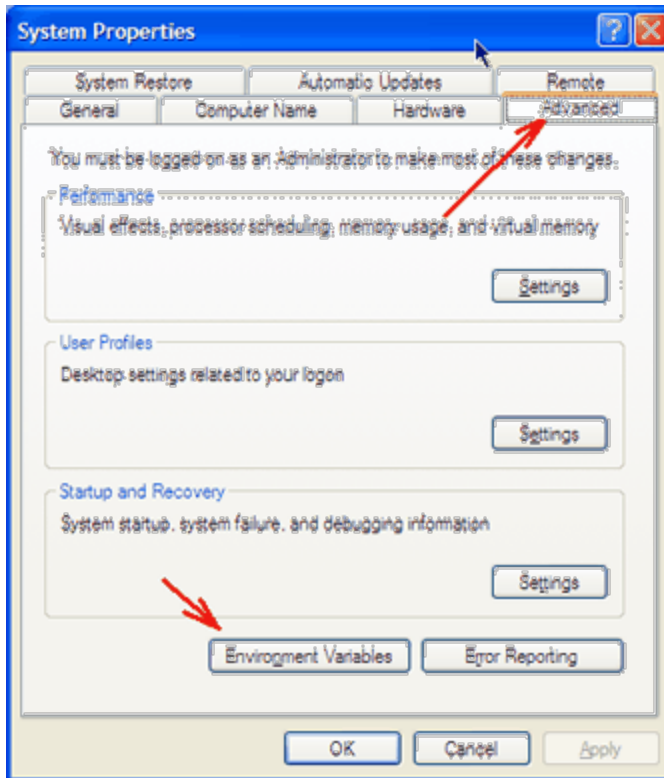 System Properties
System Restore Automatic Updates Remote
General Computer Name Hardware Advanced
You must be logged on as an Administrator to make most of these changes.
Performance
Visual effects, processor scheduling, memory usage, and virtual memory
Settings
User Profiles
Desktop settings related to your logon
Settings
Startup and Recovery
System startup, system failure, and debugging information
Settings
Environment Variables Error Reporting
OK Cancel Apply